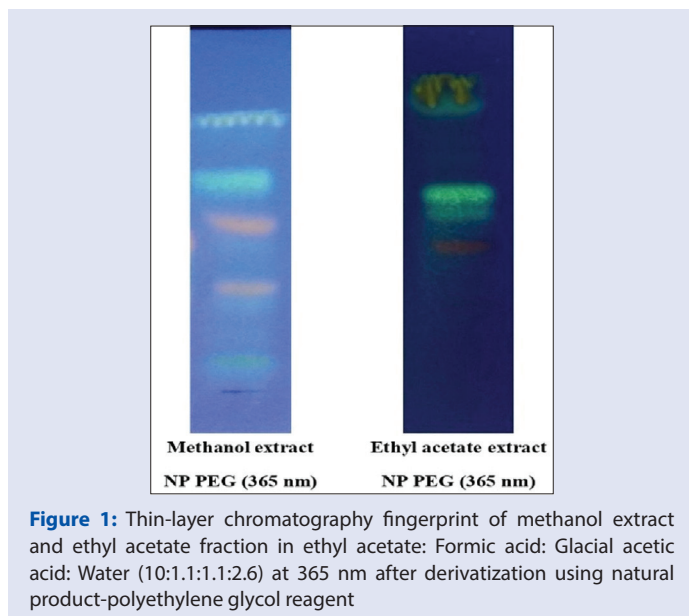 Methanol extract
NP PEG (365 nm)
Ethyl acetate extract
NP PEG (365 nm)
Figure 1: Thin-layer chromatography fingerprint of methanol extract
and ethyl acetate fraction in ethyl acetate: Formic acid: Glacial acetic
acid: Water (10:1.1:1.1:2.6) at 365 nm after derivatization using natural
product-polyethylene glycol reagent